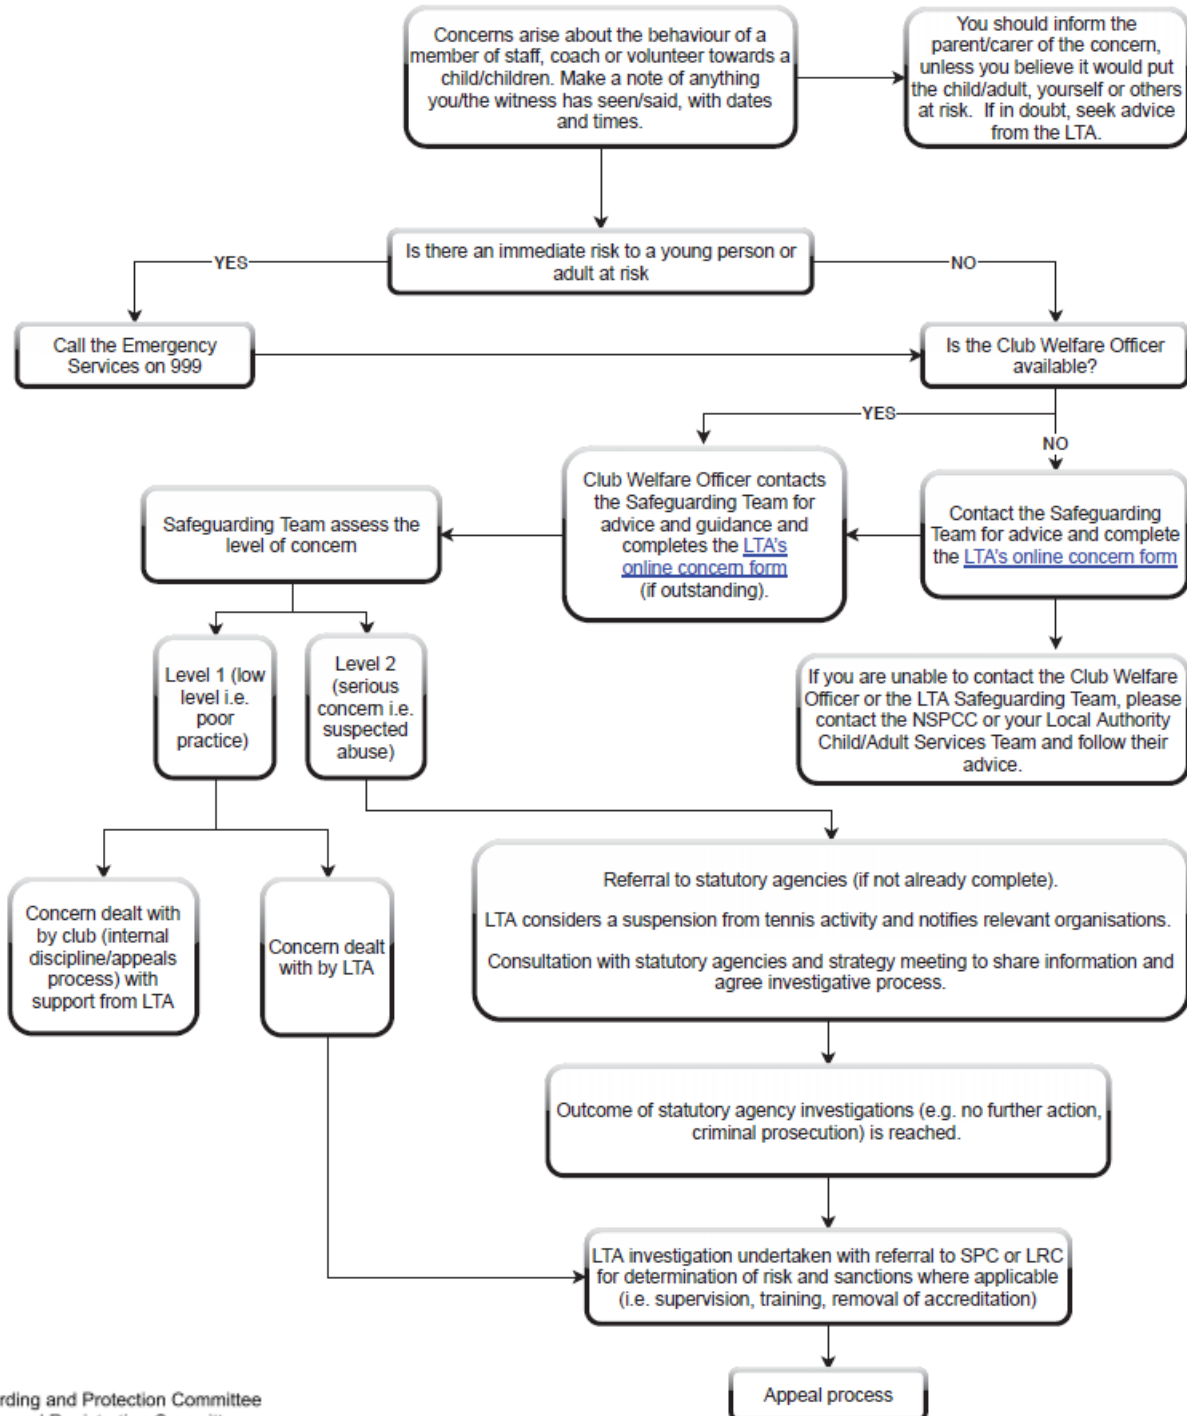 Concerns arise about the behaviour of a
member of staff, coach or volunteer towards a
child/children. Make a note of anything
you/the witness has seen/said, with dates
and times.
You should inform the
parent/carer of the concern,
unless you believe it would put
the child/adult, yourself or others
at risk. If in doubt, seek advice
from the LTA.
Is there an immediate risk to a young person or
adult at risk
YES
NO
Call the Emergency
Services on 999
Is the Club Welfare Officer
available?
YES
NO
Club Welfare Officer contacts
the Safeguarding Team for
advice and guidance and
completes the LTA's
online concern form
(if outstanding).
Contact the Safeguarding
Team for advice and complete
the LTA's online concern form
Safeguarding Team assess the
level of concern
Level 1 (low
level i.e.
poor
practice)
Level 2
(serious
concern i.e.
suspected
abuse)
If you are unable to contact the Club Welfare
Officer or the LTA Safeguarding Team, please
contact the NSPCC or your Local Authority
Child/Adult Services Team and follow their
advice.
Concern dealt with
by club (internal
discipline/appeals
process) with
support from LTA
Concern dealt
with by LTA
Referral to statutory agencies (if not already complete).
LTA considers a suspension from tennis activity and notifies relevant organisations.
Consultation with statutory agencies and strategy meeting to share information and
agree investigative process.
Outcome of statutory agency investigations (e.g. no further action,
criminal prosecution) is reached.
LTA investigation undertaken with referral to SPC or LRC
for determination of risk and sanctions where applicable
(i.e. supervision, training, removal of accreditation)
Appeal process
rding and Protection Committee